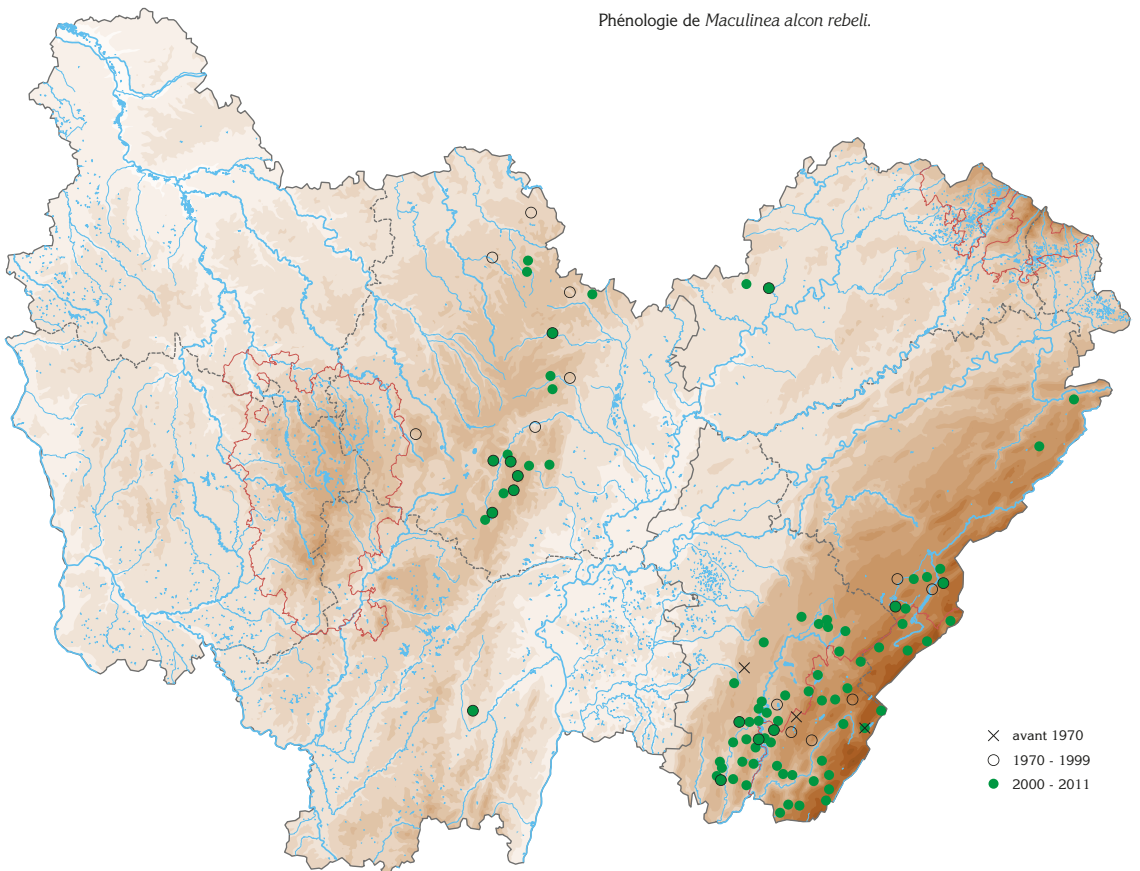 Phénologie de Maculinea alcon rebeli.
avant 1970
1970 - 1999
2000 - 2011